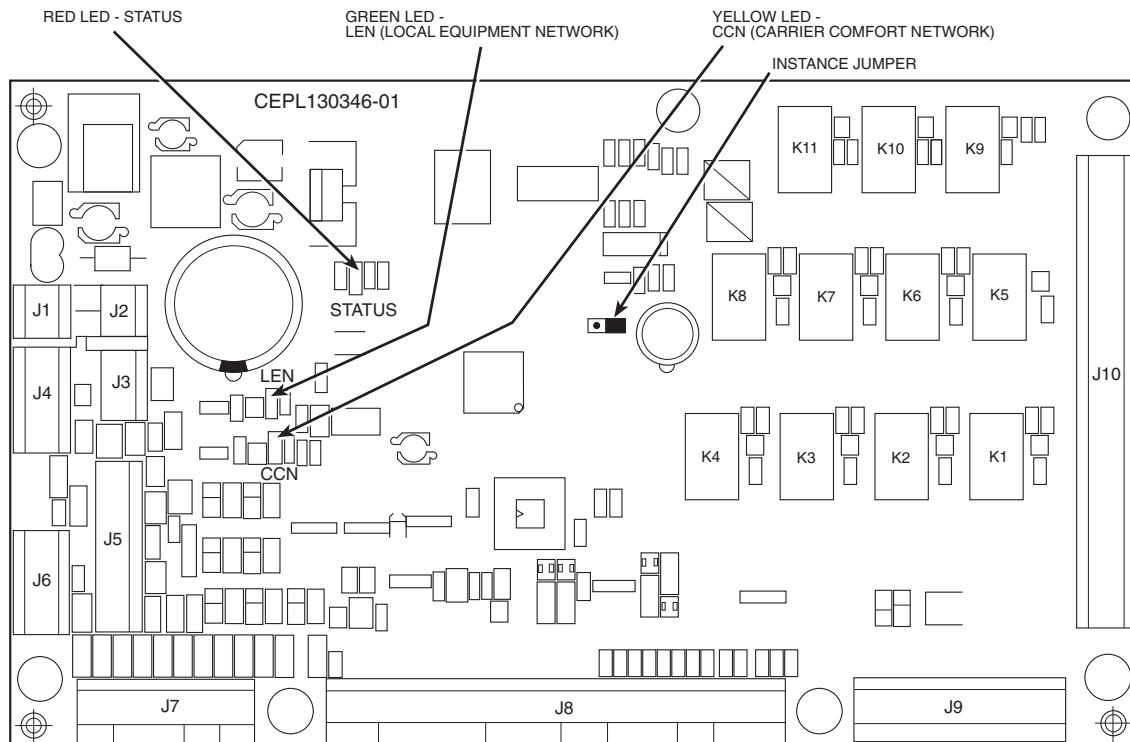 RED LED - STATUS
GREEN LED -
LEN (LOCAL EQUIPMENT NETWORK)
YELLOW LED -
CCN (CARRIER COMFORT NETWORK)
INSTANCE JUMPER
CEPL130346-01
K11
K10
K9
K8
K7
K6
K5
STATUS
J1
J2
LEN
J3
J4
J10
K4
K3
K2
K1
CCN
J5
J6
J7
J8
J9